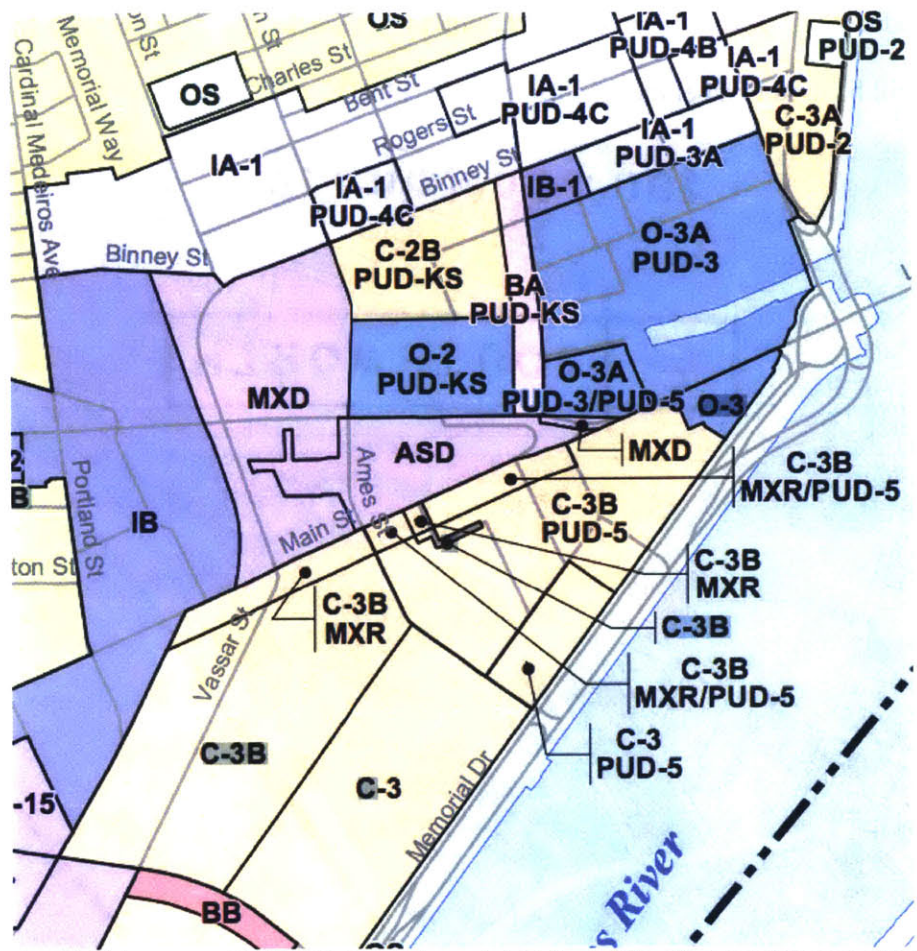 OS
OS
PUD-2
IA-1
PUD-4B
IA-1
PUD-4C
Cardinal Medeiros Ave
Memorial Way
on St
n St
Charles St
OS
Bent St
IA-1
PUD-4C
C-3A
PUD-2
Rogers St
IA-1
PUD-3A
IA-1
Binney St
IB-1
IA-1
PUD-4C
Binney St
C-2B
PUD-KS
O-3A
PUD-3
BA
PUD-KS
O-2
PUD-KS
O-3A
PUD-3/PUD-5
O-3
MXD
MXD
ASD
Ames St
2
B
Portland St
IB
C-3B
MXR/PUD-5
C-3B
PUD-5
Main St
ton St
C-3B
MXR
C-3B
MXR
C-3B
Vassar St
C-3B
MXR/PUD-5
C-3B
C-3
PUD-5
C-3
-15
Memorial Dr
s River
BB
OS